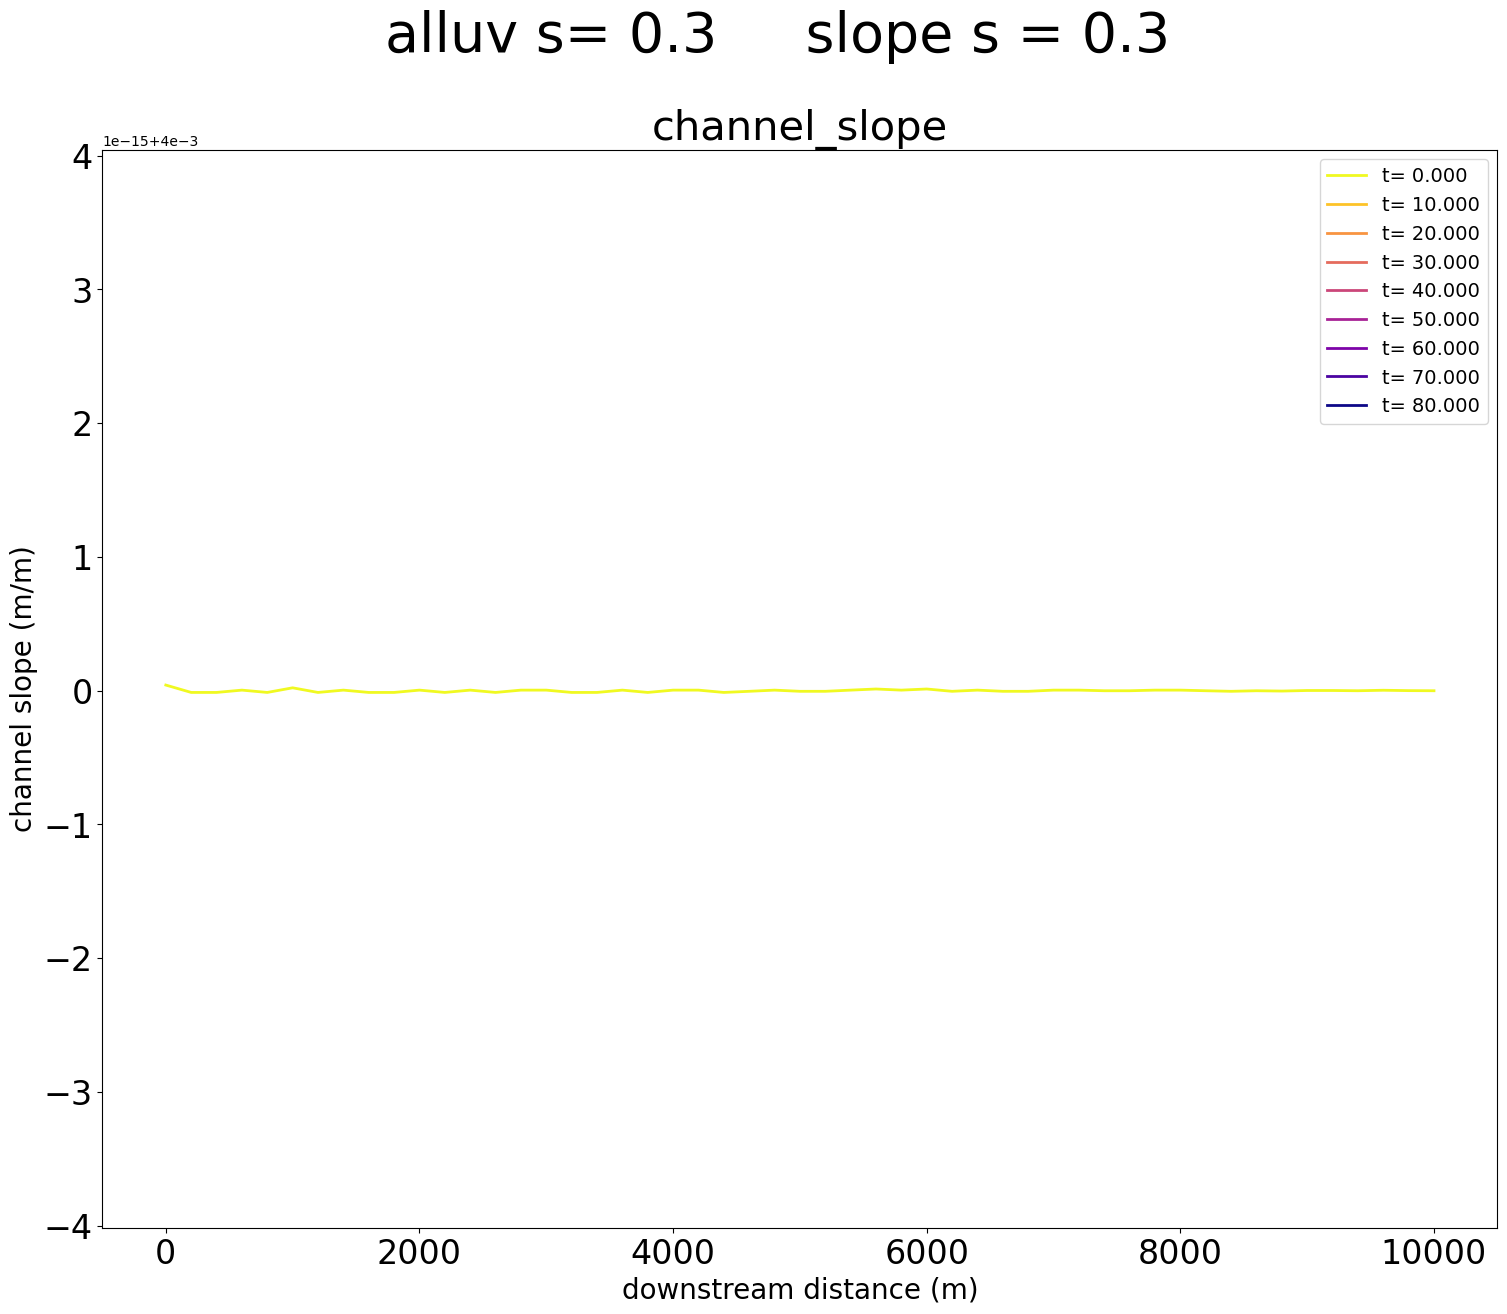 alluv s= 0.3 slope s = 0.3
channel_slope
1e−15+4e−3
4
3
2
1
0
−1
−2
−3
−4
channel slope (m/m)
t= 0.000
t= 10.000
t= 20.000
t= 30.000
t= 40.000
t= 50.000
t= 60.000
t= 70.000
t= 80.000
0 2000 4000 6000 8000 10000
downstream distance (m)